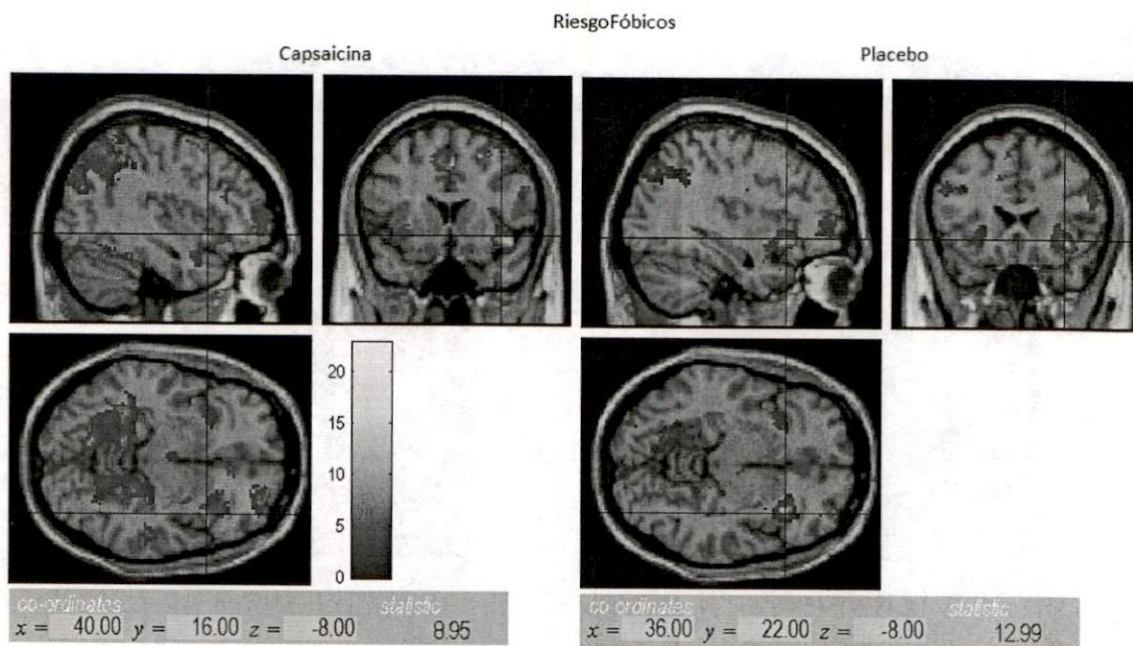 RiesgoFóbicos
Capsaicina
Placebo
20
15
10
5
0
co-ordinates statistic
x = 40.00 y = 16.00 z = -8.00 8.95
co-ordinates statistic
x = 36.00 y = 22.00 z = -8.00 12.99